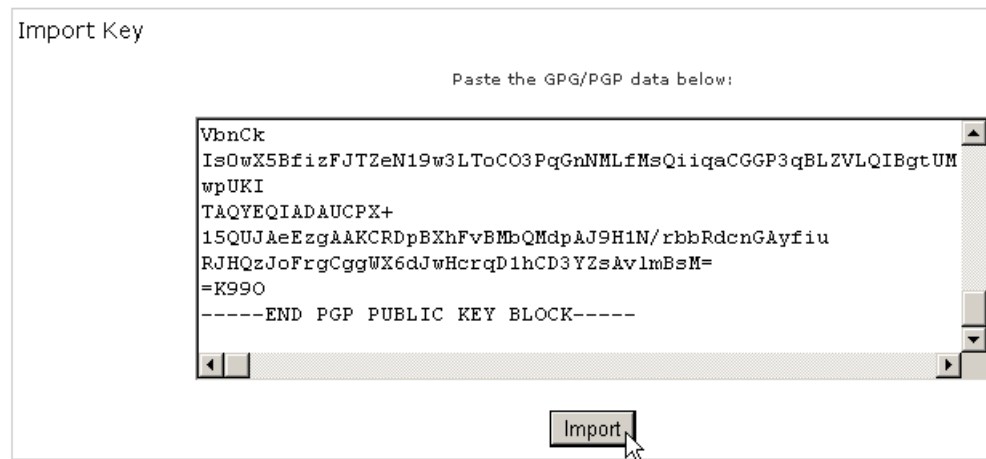 Import Key
Paste the GPG/PGP data below:
VbnCk
IsOwX5BfizFJTZeN19w3LToCO3PqGnNMLfMsQiiqaCGGP3qBLZVLQIBgtUM
wpUKI
TAQYEQIADAUCPX+
15QUJAeEzgAAKCRDpBXhFvBMbQMdpAJ9H1N/rbbRdcnGAyfiu
RJHQzJoFrgCggWX6dJwHcrqD1hCD3YZsAvlmBsM=
=K99O
-----END PGP PUBLIC KEY BLOCK-----
Import